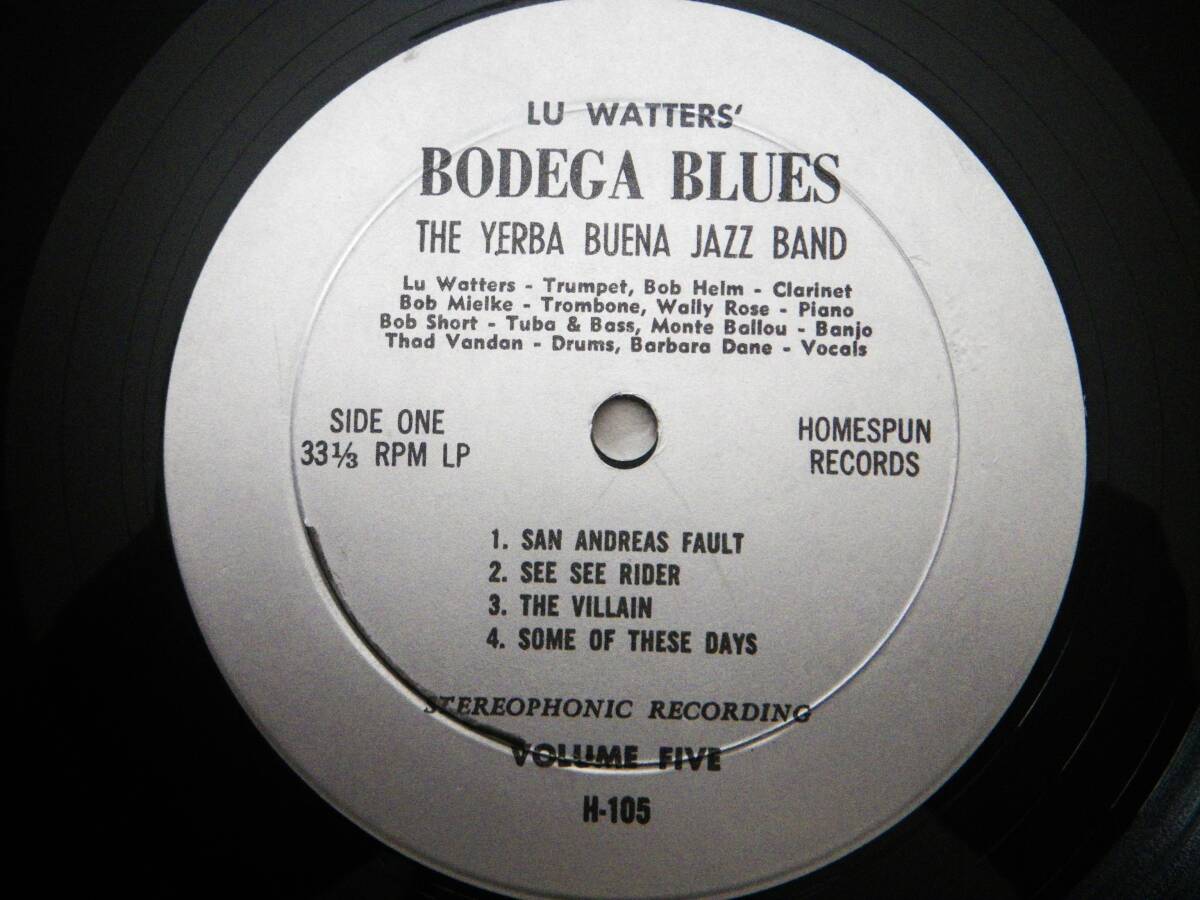 LU WATTERS'
BODEGA BLUES
THE YERBA BUENA JAZZ BAND
Lu Watters - Trumpet, Bob Helm - Clarinet
Bob Mielke - Trombone, Wally Rose - Piano
Bob Short - Tuba & Bass, Monte Ballou - Banjo
Thad Vandan - Drums, Barbara Dane - Vocals
SIDE ONE
33⅓ RPM LP
HOMESPUN
RECORDS
1. SAN ANDREAS FAULT
2. SEE SEE RIDER
3. THE VILLAIN
4. SOME OF THESE DAYS
STEREOPHONIC RECORDING
VOLUME FIVE
H-105